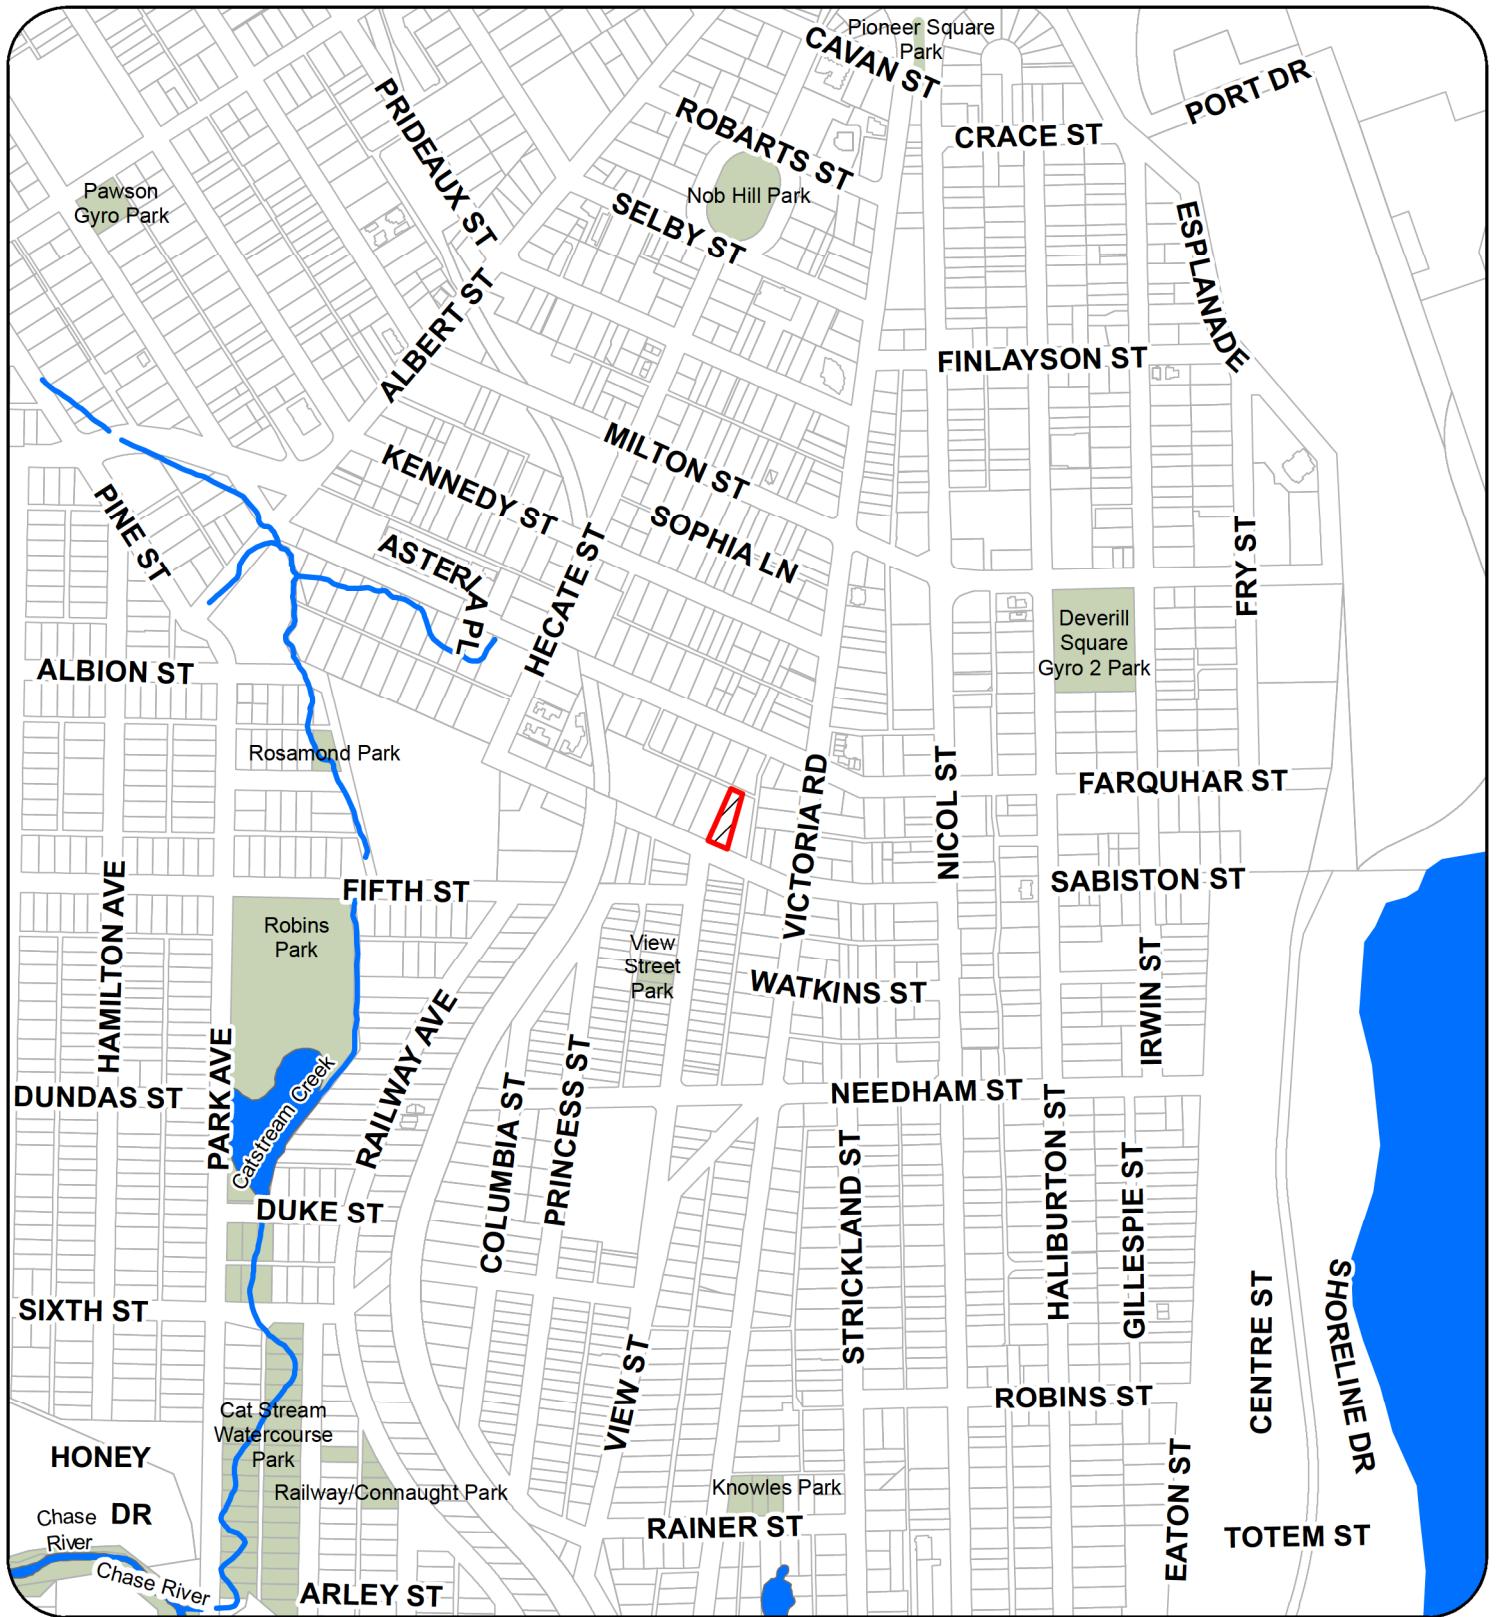 Pioneer Square
Park
CAVAN ST
PORT DR
PRIDEAUX ST
ROBARTS ST
CRACE ST
Pawson
Gyro Park
Nob Hill Park
SELBY ST
ESPLANADE
ALBERT ST
FINLAYSON ST
MILTON ST
KENNEDY ST
PINE ST
SOPHIA LN
ASTERIA PL
HECATE ST
FRY ST
Deverill
Square
Gyro 2 Park
ALBION ST
Rosamond Park
VICTORIA RD
NICOL ST
FARQUHAR ST
HAMILTON AVE
FIFTH ST
SABISTON ST
Robins
Park
View
Street
Park
WATKINS ST
IRWIN ST
PARK AVE
RAILWAY AVE
Catstream Creek
DUNDAS ST
COLUMBIA ST
PRINCESS ST
NEEDHAM ST
STRICKLAND ST
HALIBURTON ST
GILLESPIE ST
DUKE ST
SIXTH ST
CENTRE ST
SHORELINE DR
VIEW ST
ROBINS ST
Cat Stream
Watercourse
Park
HONEY
DR
Railway/Connaught Park
Knowles Park
EATON ST
Chase
River
RAINER ST
TOTEM ST
Chase River
ARLEY ST